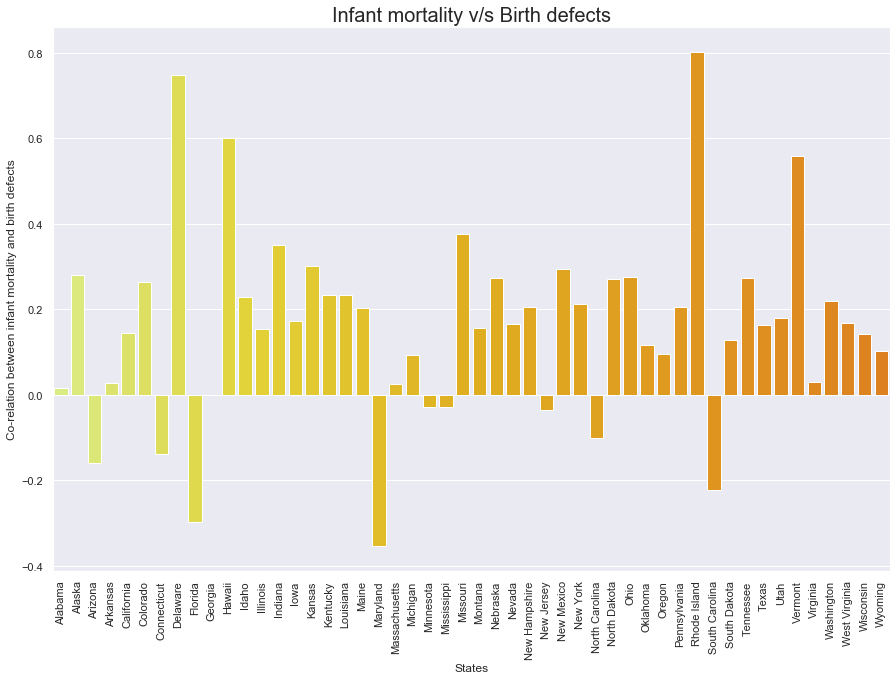 Infant mortality v/s Birth defects
Co-relation between infant mortality and birth defects
0.8
0.6
0.4
0.2
0.0
−0.2
−0.4
Alabama
Alaska
Arizona
Arkansas
California
Colorado
Connecticut
Delaware
Florida
Georgia
Hawaii
Idaho
Illinois
Indiana
Iowa
Kansas
Kentucky
Louisiana
Maine
Maryland
Massachusetts
Michigan
Minnesota
Mississippi
Missouri
Montana
Nebraska
Nevada
New Hampshire
New Jersey
New Mexico
New York
North Carolina
North Dakota
Ohio
Oklahoma
Oregon
Pennsylvania
Rhode Island
South Carolina
South Dakota
Tennessee
Texas
Utah
Vermont
Virginia
Washington
West Virginia
Wisconsin
Wyoming
States